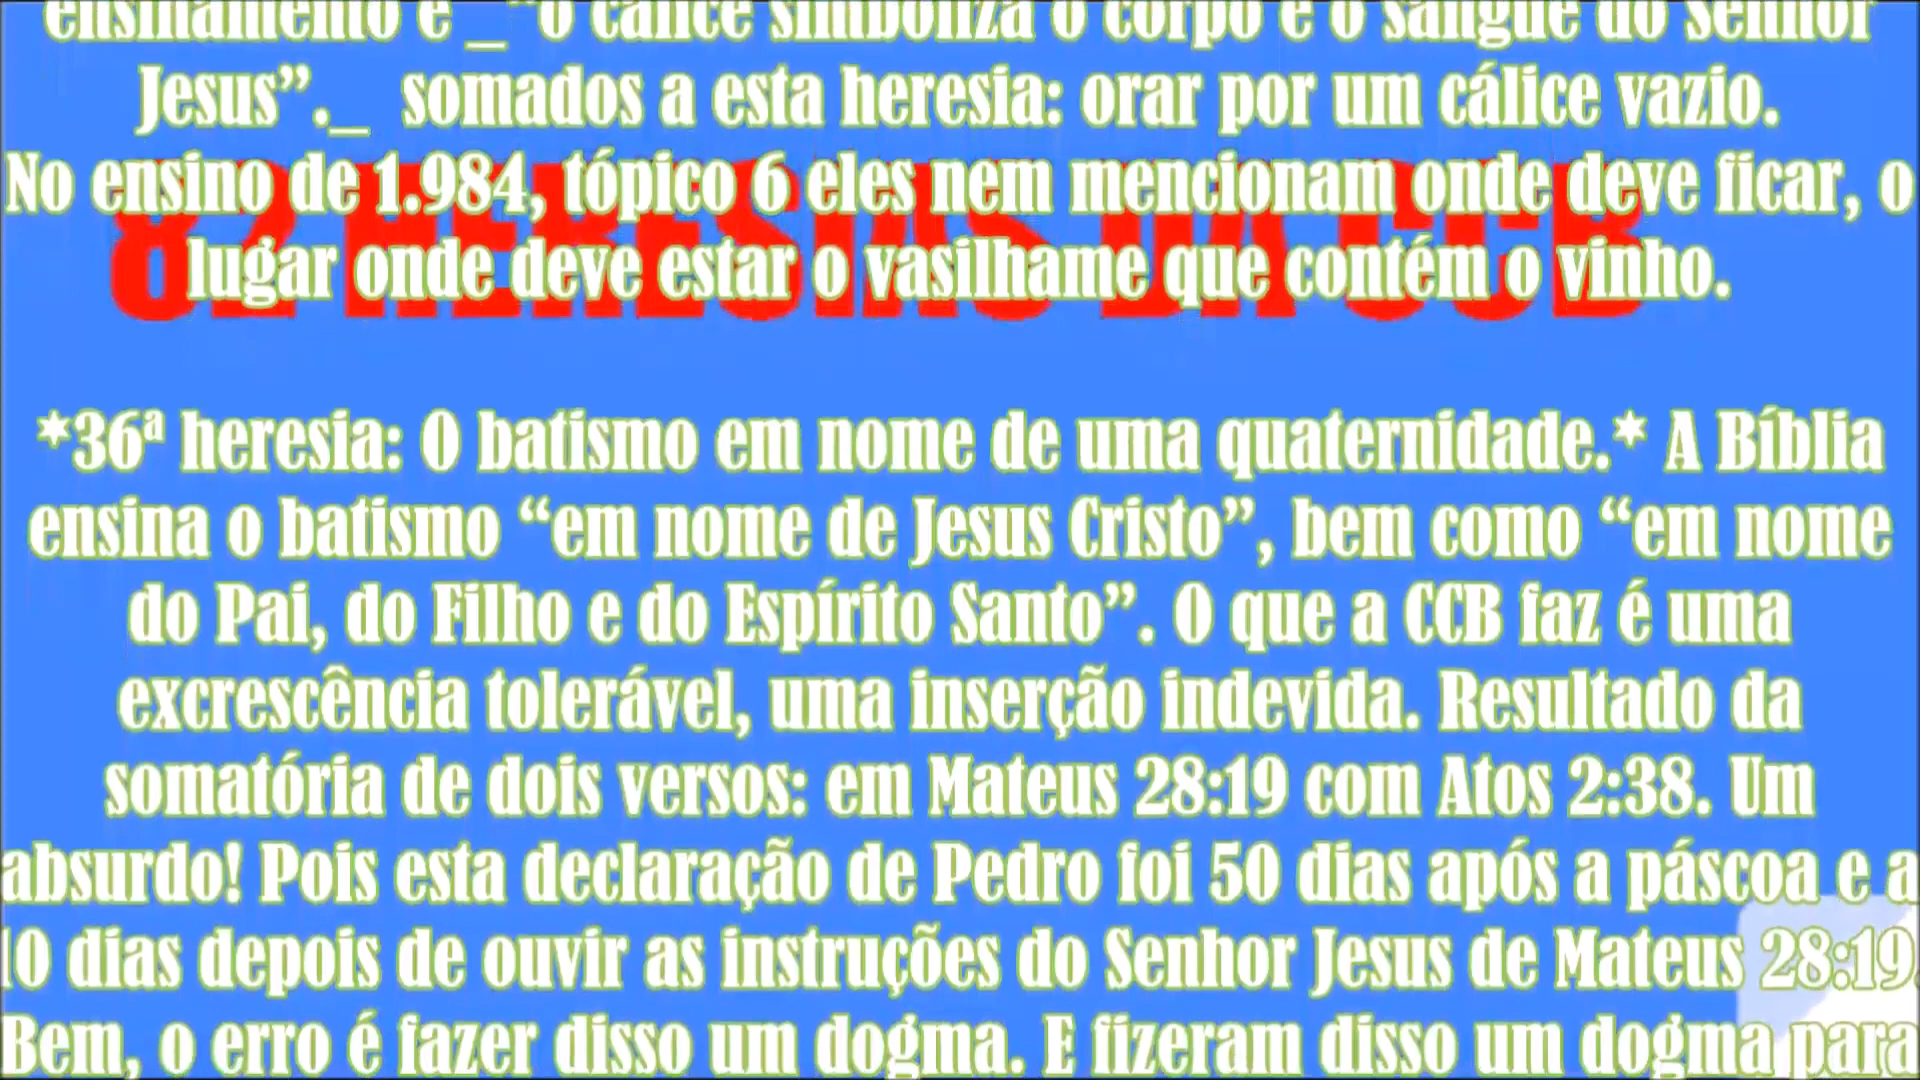 ensinamento é _ "o cálice simboliza o corpo e o sangue do Senhor
Jesus”._ somados a esta heresia: orar por um cálice vazio.
No ensino de 1.984, tópico 6 eles nem mencionam onde deve ficar, o
lugar onde deve estar o vasilhame que contém o vinho.
82 HERESIAS DA CCB
*36ª heresia: O batismo em nome de uma quaternidade.* A Bíblia
ensina o batismo “em nome de Jesus Cristo”, bem como “em nome
do Pai, do Filho e do Espírito Santo”. O que a CCB faz é uma
excrescência tolerável, uma inserção indevida. Resultado da
somatória de dois versos: em Mateus 28:19 com Atos 2:38. Um
absurdo! Pois esta declaração de Pedro foi 50 dias após a páscoa e a
10 dias depois de ouvir as instruções do Senhor Jesus de Mateus 28:19.
Bem, o erro é fazer disso um dogma. E fizeram disso um dogma para